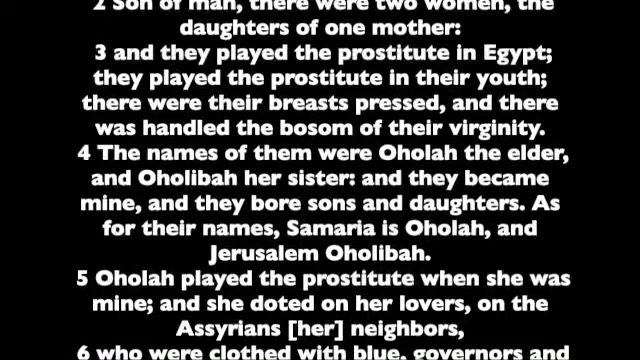 2 Son of man, there were two women, the
daughters of one mother:
3 and they played the prostitute in Egypt;
they played the prostitute in their youth;
there were their breasts pressed, and there
was handled the bosom of their virginity.
4 The names of them were Oholah the elder,
and Oholibah her sister: and they became
mine, and they bore sons and daughters. As
for their names, Samaria is Oholah, and
Jerusalem Oholibah.
5 Oholah played the prostitute when she was
mine; and she doted on her lovers, on the
Assyrians [her] neighbors,
6 who were clothed with blue, governors and